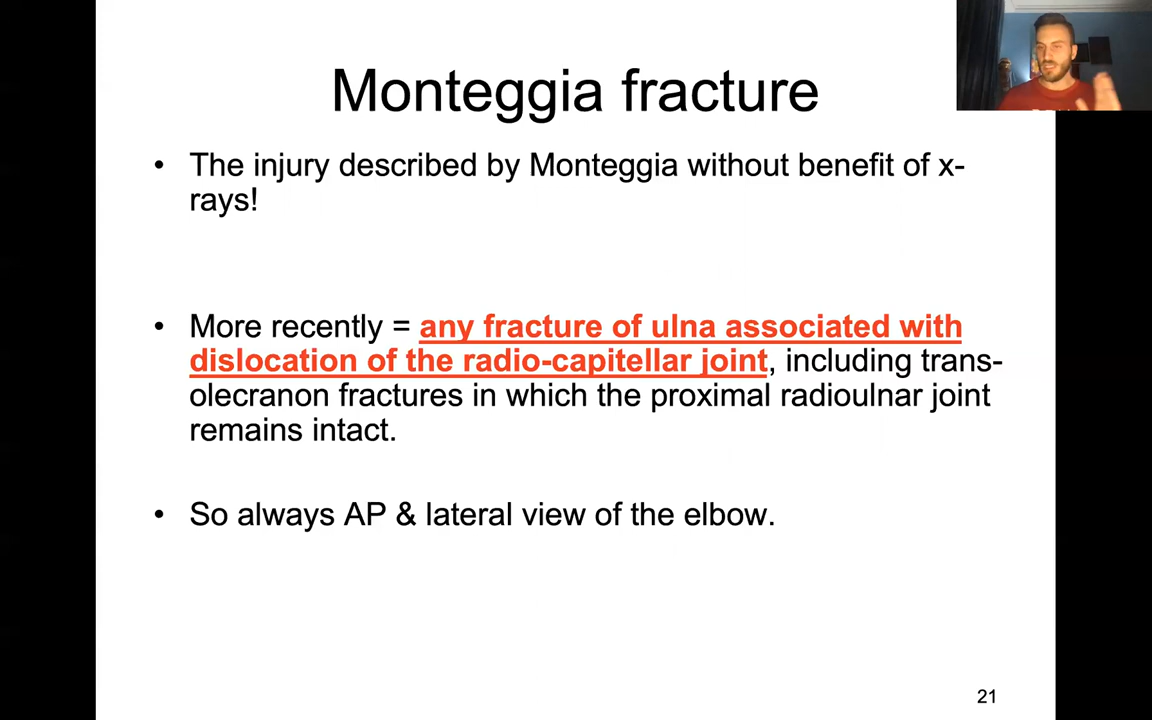 Monteggia fracture
• The injury described by Monteggia without benefit of x-
rays!
• More recently = any fracture of ulna associated with
dislocation of the radio-capitellar joint, including trans-
olecranon fractures in which the proximal radioulnar joint
remains intact.
• So always AP & lateral view of the elbow.
21